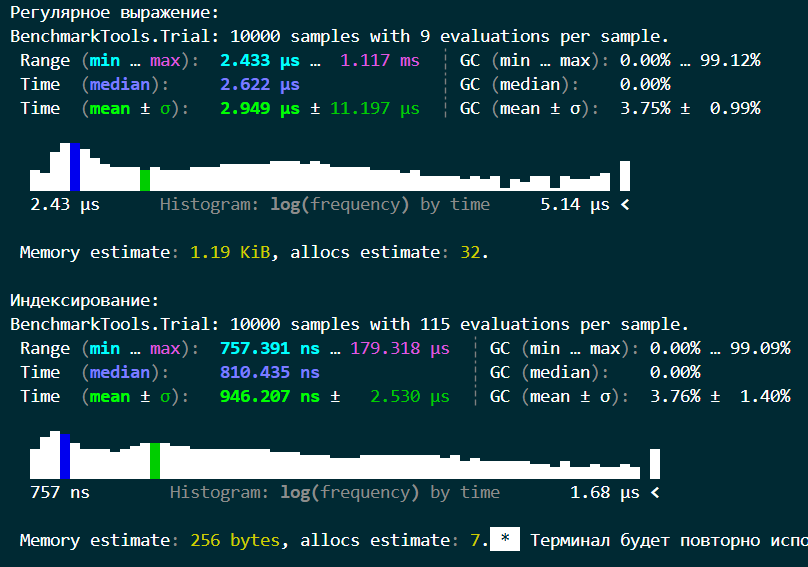 Регулярное выражение:
BenchmarkTools.Trial: 10000 samples with 9 evaluations per sample.
Range (min … max): 2.433 μs … 1.117 ms ┊ GC (min … max): 0.00% … 99.12%
Time (median): 2.622 μs ┊ GC (median): 0.00%
Time (mean ± σ): 2.949 μs ± 11.197 μs ┊ GC (mean ± σ): 3.75% ± 0.99%
2.43 μs Histogram: log(frequency) by time 5.14 μs <
Memory estimate: 1.19 KiB, allocs estimate: 32.
Индексирование:
BenchmarkTools.Trial: 10000 samples with 115 evaluations per sample.
Range (min … max): 757.391 ns … 179.318 μs ┊ GC (min … max): 0.00% … 99.09%
Time (median): 810.435 ns ┊ GC (median): 0.00%
Time (mean ± σ): 946.207 ns ± 2.530 μs ┊ GC (mean ± σ): 3.76% ± 1.40%
757 ns Histogram: log(frequency) by time 1.68 μs <
Memory estimate: 256 bytes, allocs estimate: 7. * Терминал будет повторно испо